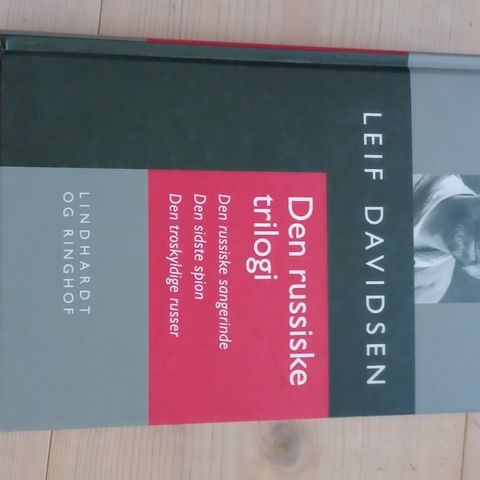 LEIF DAVIDSEN
Den russiske
trilogi
Den russiske sangerinde
Den sidste spion
Den troskyldige russer
LINDHARDT
OG RINGHOF